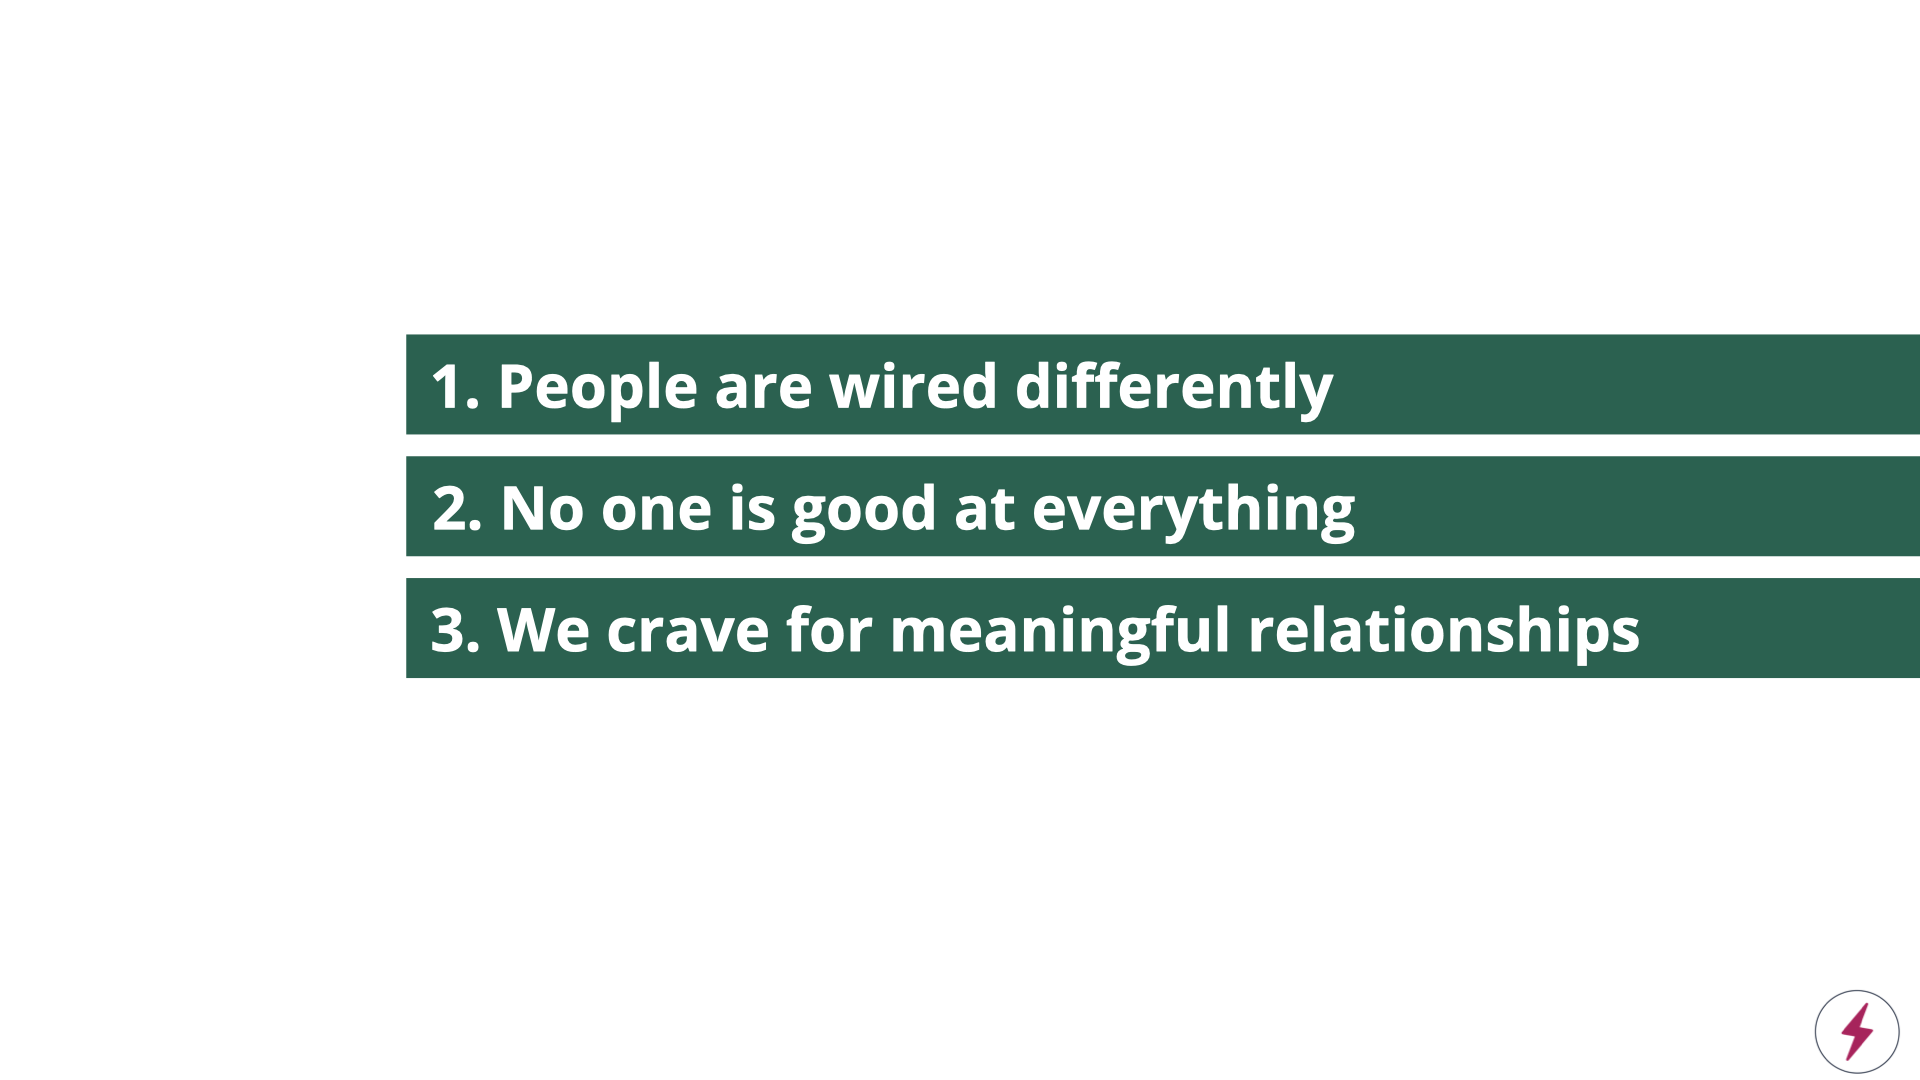 1. People are wired differently
2. No one is good at everything
3. We crave for meaningful relationships